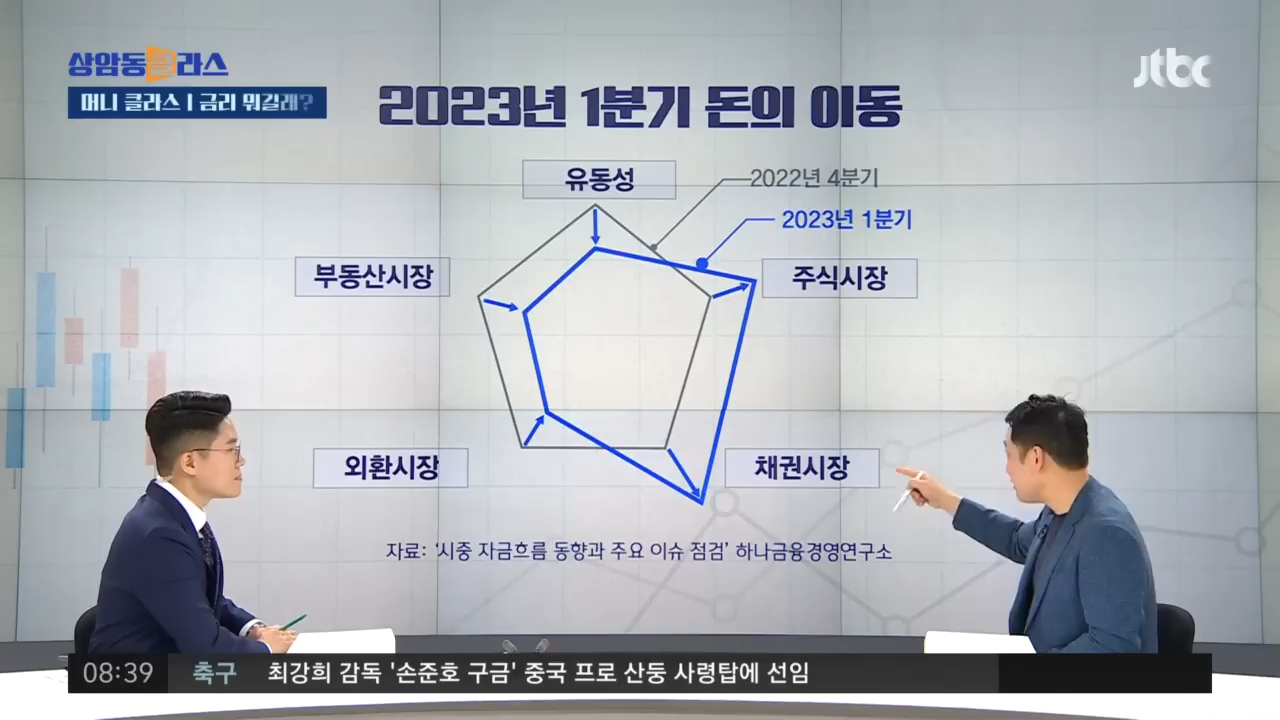 상암동클라스
머니 클라스 | 금리 뭐길래?
jtbc
2023년 1분기 돈의 이동
유동성
2022년 4분기
2023년 1분기
부동산시장
주식시장
외환시장
채권시장
자료: '시중 자금흐름 동향과 주요 이슈 점검' 하나금융경영연구소
08:39 축구 최강희 감독 '손준호 구금' 중국 프로 산둥 사령탑에 선임